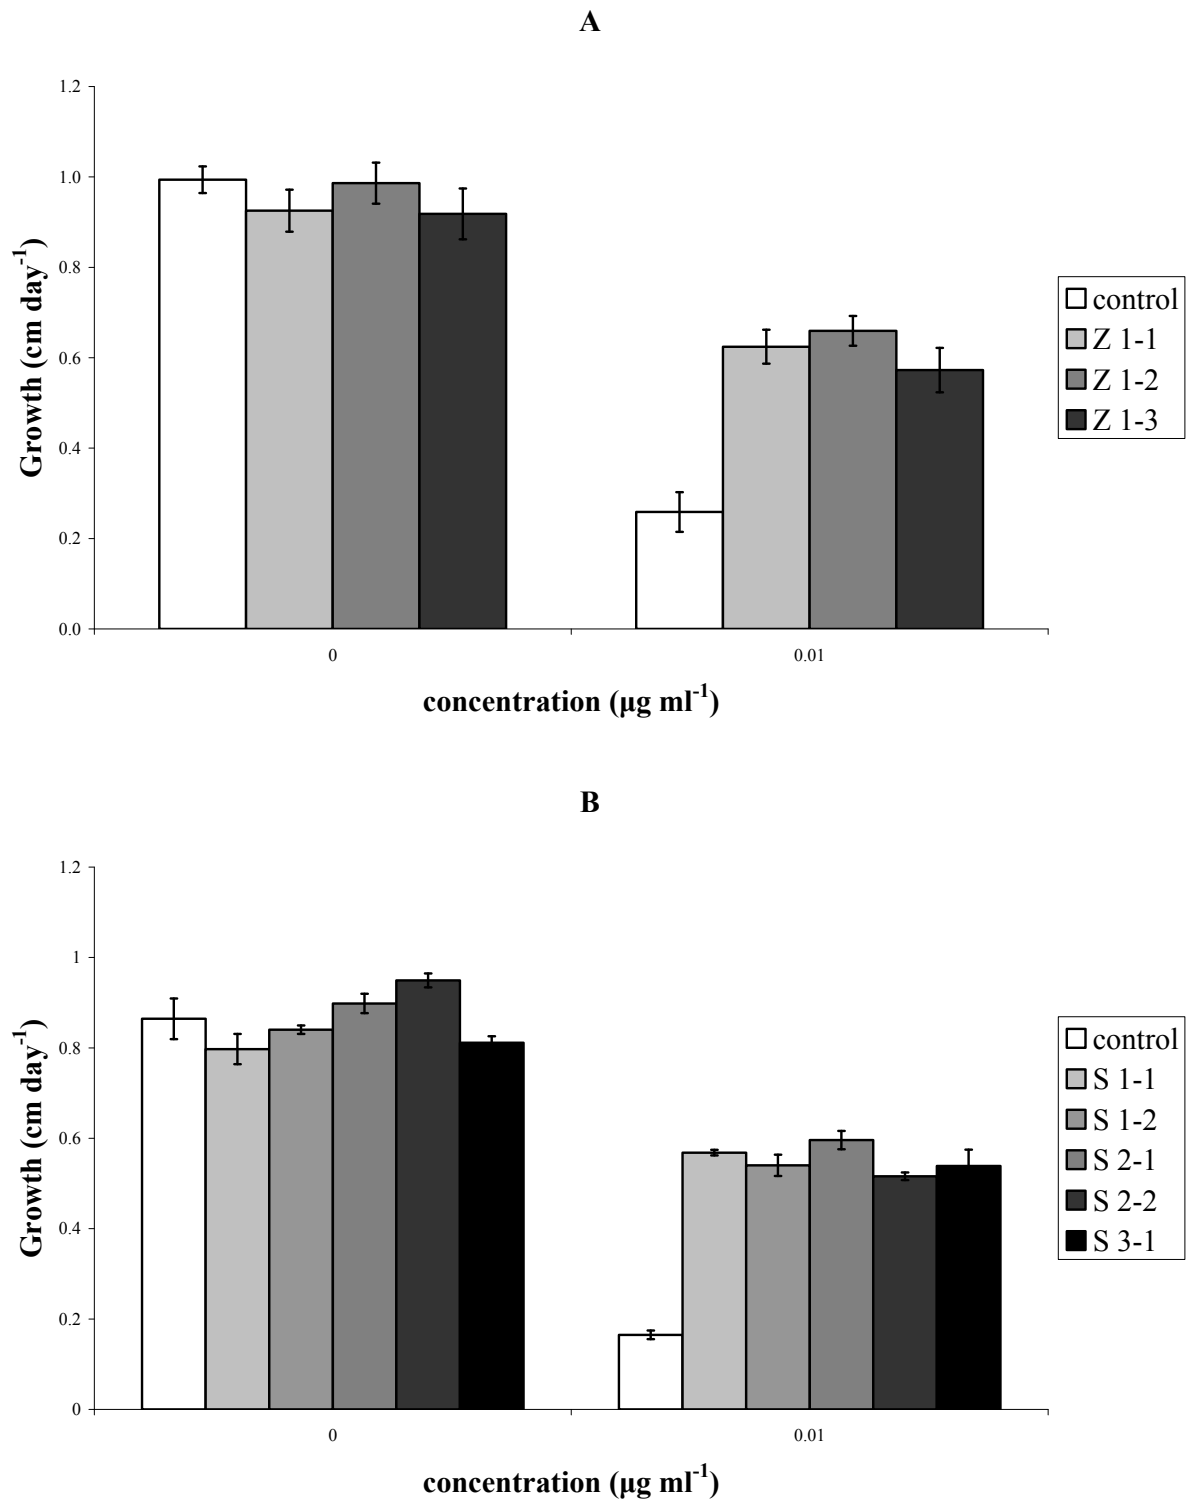 A
1.2
1.0
0.8
0.6
0.4
0.2
0.0
Growth (cm day⁻¹)
0
0.01
concentration (µg ml⁻¹)
control
Z 1-1
Z 1-2
Z 1-3
B
1.2
1
0.8
0.6
0.4
0.2
0
Growth (cm day⁻¹)
0
0.01
concentration (µg ml⁻¹)
control
S 1-1
S 1-2
S 2-1
S 2-2
S 3-1